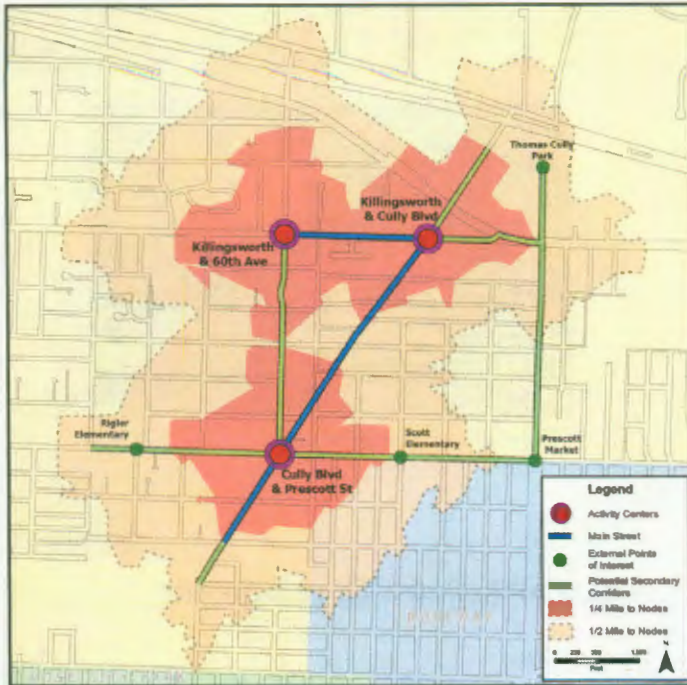 Thomas Cully
Park
Killingsworth
& Cully Blvd
Killingsworth
& 60th Ave
Rigler
Elementary
Scott
Elementary
Prescott
Market
Cully Blvd
& Prescott St
Legend
Activity Centers
Main Street
External Points
of Interest
Potential Secondary
Corridors
1/4 Mile to Nodes
1/2 Mile to Nodes
N
Feet